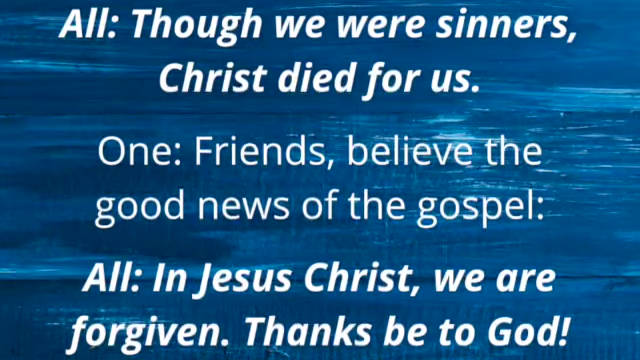 All: Though we were sinners,
Christ died for us.
One: Friends, believe the
good news of the gospel:
All: In Jesus Christ, we are
forgiven. Thanks be to God!